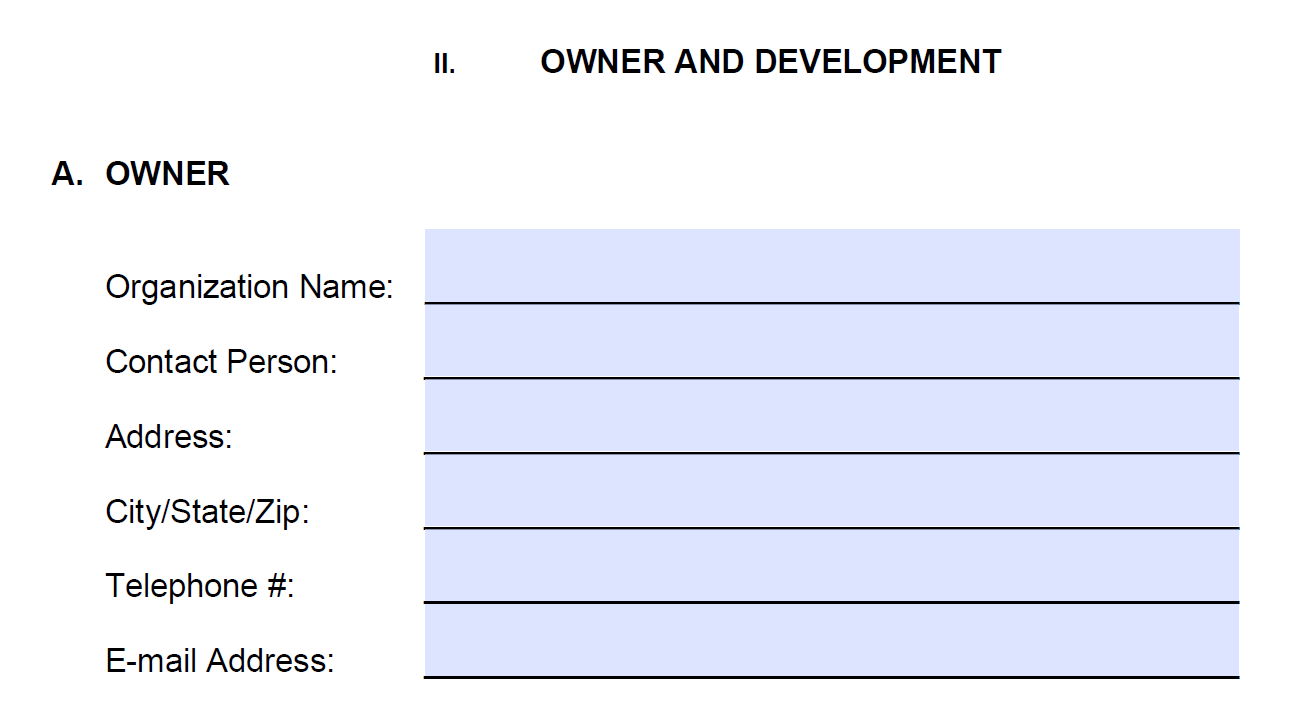 II. OWNER AND DEVELOPMENT
A. OWNER
Organization Name:
Contact Person:
Address:
City/State/Zip:
Telephone #:
E-mail Address: